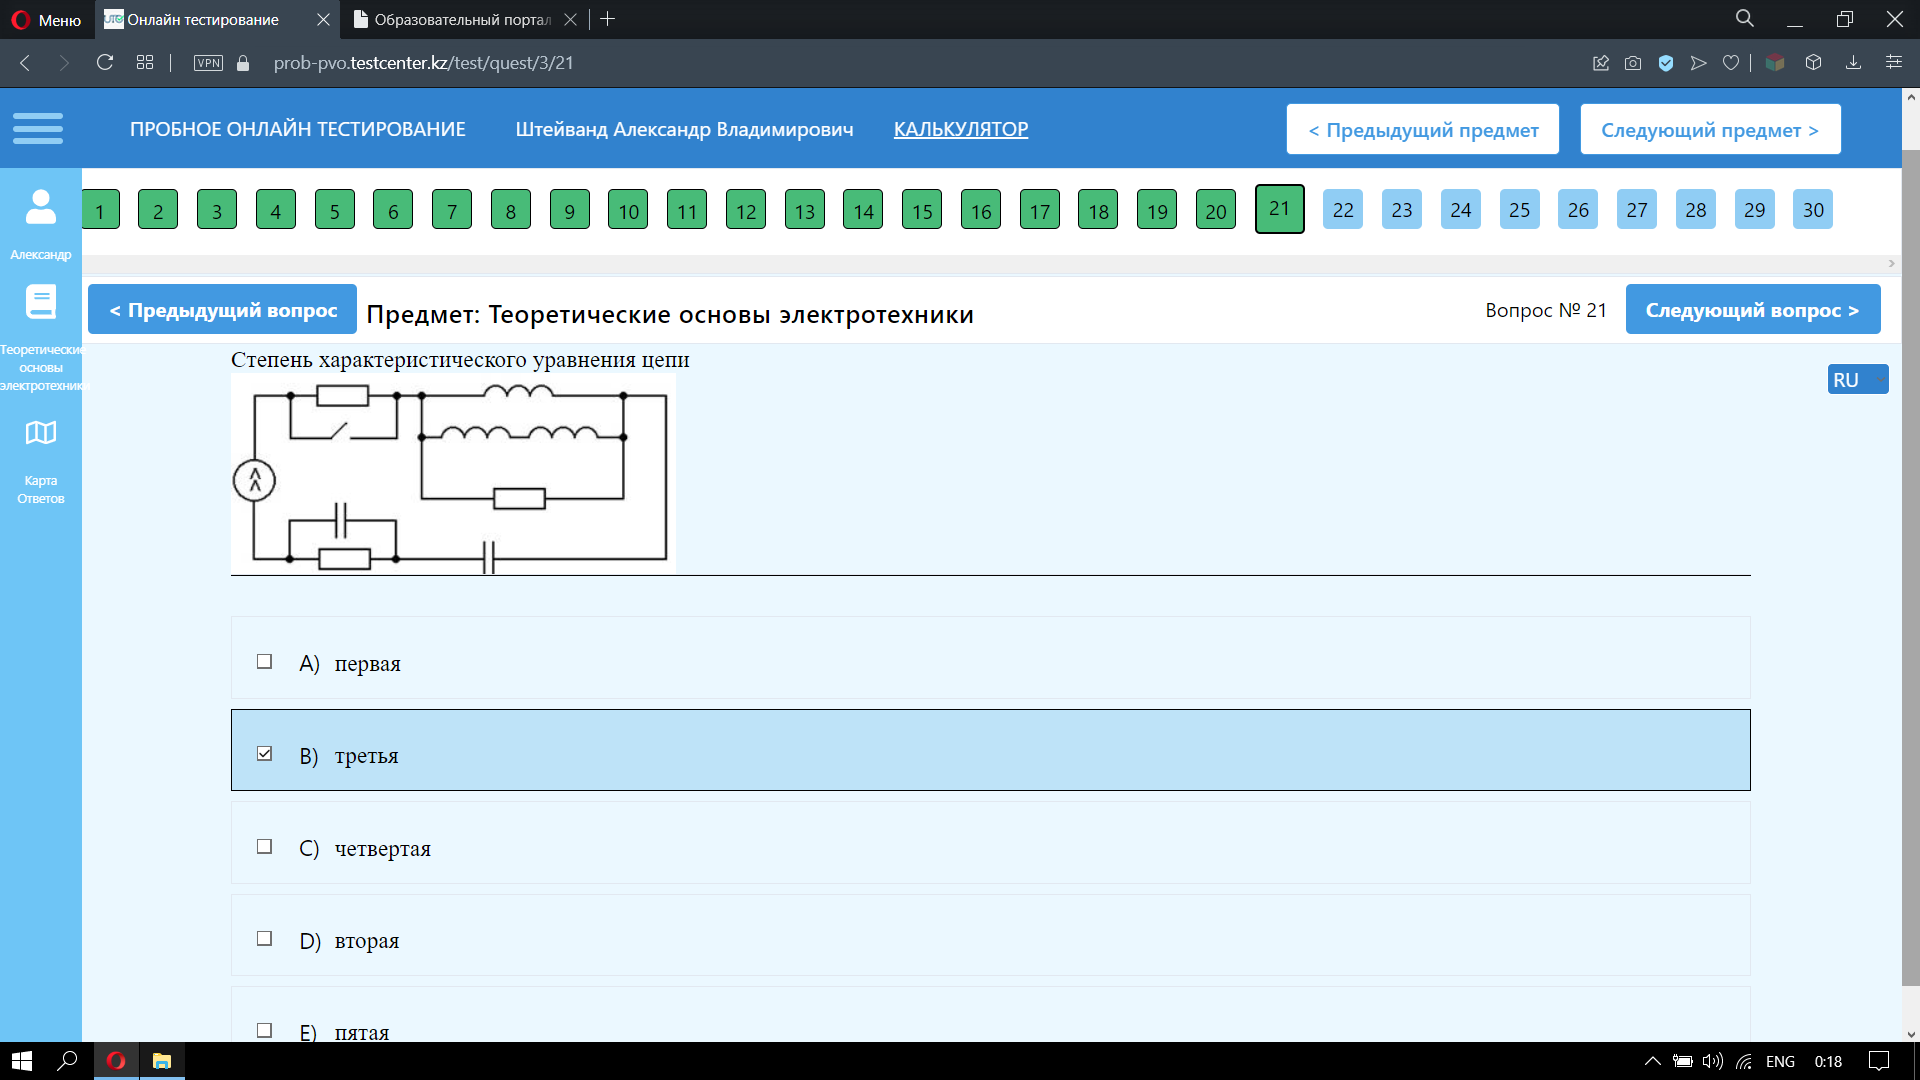 Меню
Онлайн тестирование
Образовательный портал
VPN
prob-pvo.testcenter.kz/test/quest/3/21
ПРОБНОЕ ОНЛАЙН ТЕСТИРОВАНИЕ
Штейванд Александр Владимирович
КАЛЬКУЛЯТОР
< Предыдущий предмет
Следующий предмет >
1 2 3 4 5 6 7 8 9 10 11 12 13 14 15 16 17 18 19 20 21 22 23 24 25 26 27 28 29 30
Александр
Теоретические
основы
электротехники
Карта
Ответов
< Предыдущий вопрос
Предмет: Теоретические основы электротехники
Вопрос № 21
Следующий вопрос >
Степень характеристического уравнения цепи
RU
A) первая
B) третья
C) четвертая
D) вторая
E) пятая
ENG
0:18